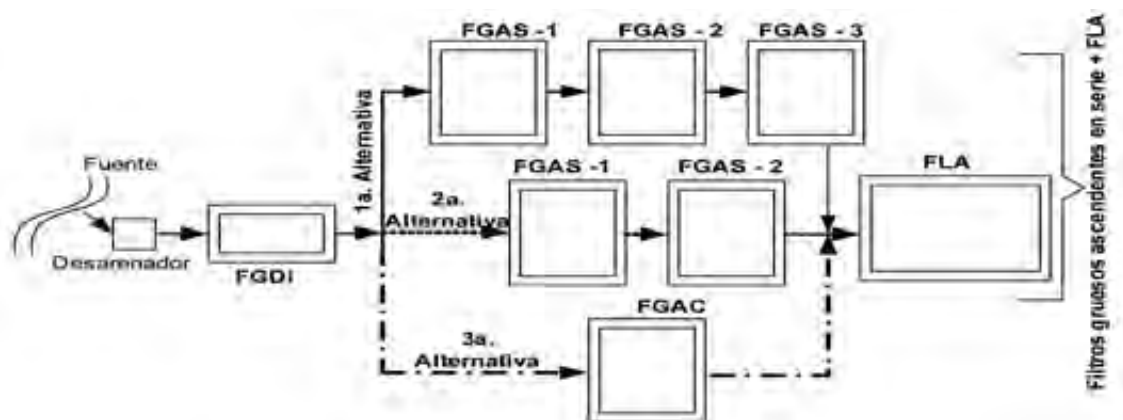 FGAS - 1
FGAS - 2
FGAS - 3
1a. Alternativa
Fuente
Desarenador
FGDI
2a.
Alternativa
FGAS - 1
FGAS - 2
FLA
3a.
Alternativa
FGAC
Filtros gruesos ascendentes en serie + FLA